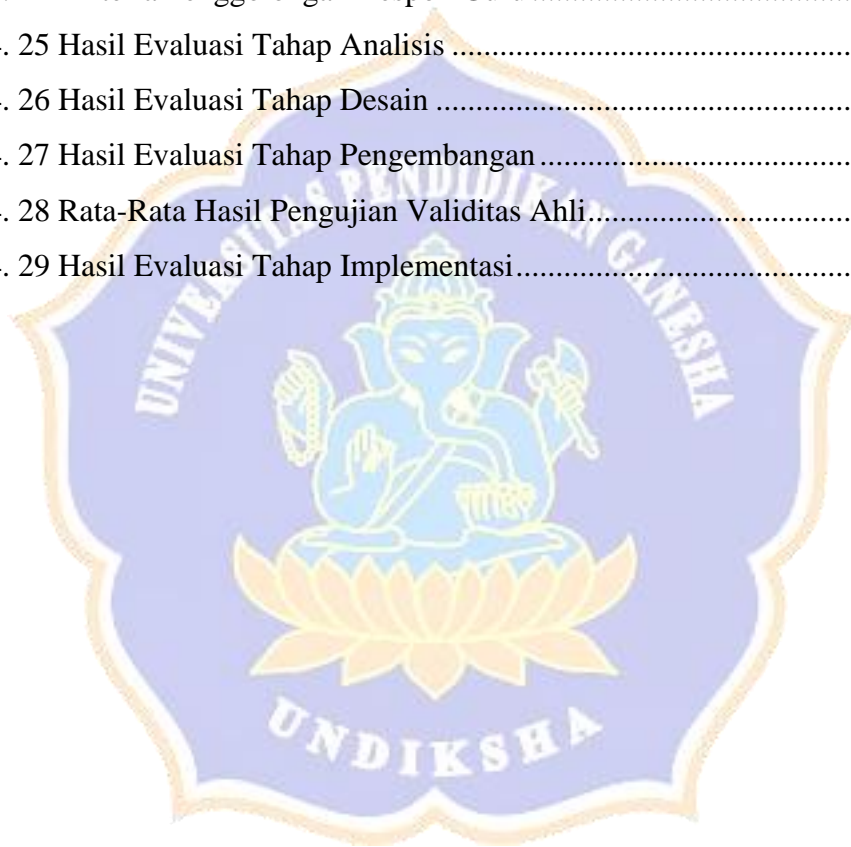 25 Hasil Evaluasi Tahap Analisis ........................................................
26 Hasil Evaluasi Tahap Desain ..........................................................
27 Hasil Evaluasi Tahap Pengembangan ..............................................
28 Rata-Rata Hasil Pengujian Validitas Ahli.......................................
29 Hasil Evaluasi Tahap Implementasi................................................
UNIVERSITAS PENDIDIKAN GANESHA
UNDIKSHA